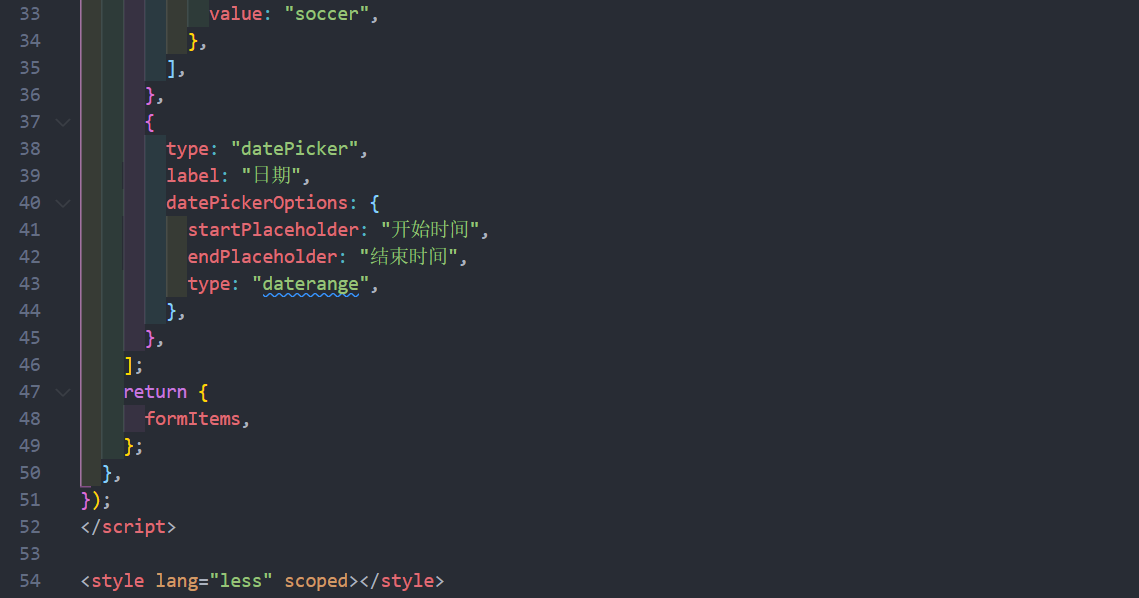 33 value: "soccer",
34 },
35 ],
36 },
37 {
38 type: "datePicker",
39 label: "日期",
40 datePickerOptions: {
41 startPlaceholder: "开始时间",
42 endPlaceholder: "结束时间",
43 type: "daterange",
44 },
45 },
46 ];
47 return {
48 formItems,
49 };
50 },
51 });
52 </script>
53
54 <style lang="less" scoped></style>